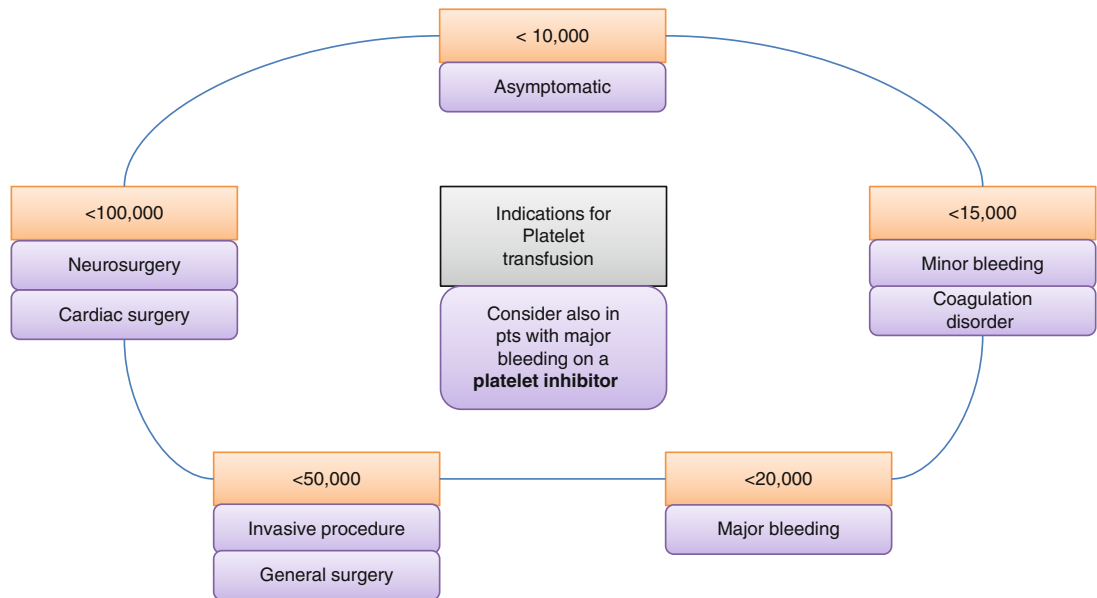 < 10,000
Asymptomatic
<100,000
Neurosurgery
Cardiac surgery
Indications for
Platelet
transfusion
Consider also in
pts with major
bleeding on a
platelet inhibitor
<15,000
Minor bleeding
Coagulation
disorder
<50,000
Invasive procedure
General surgery
<20,000
Major bleeding